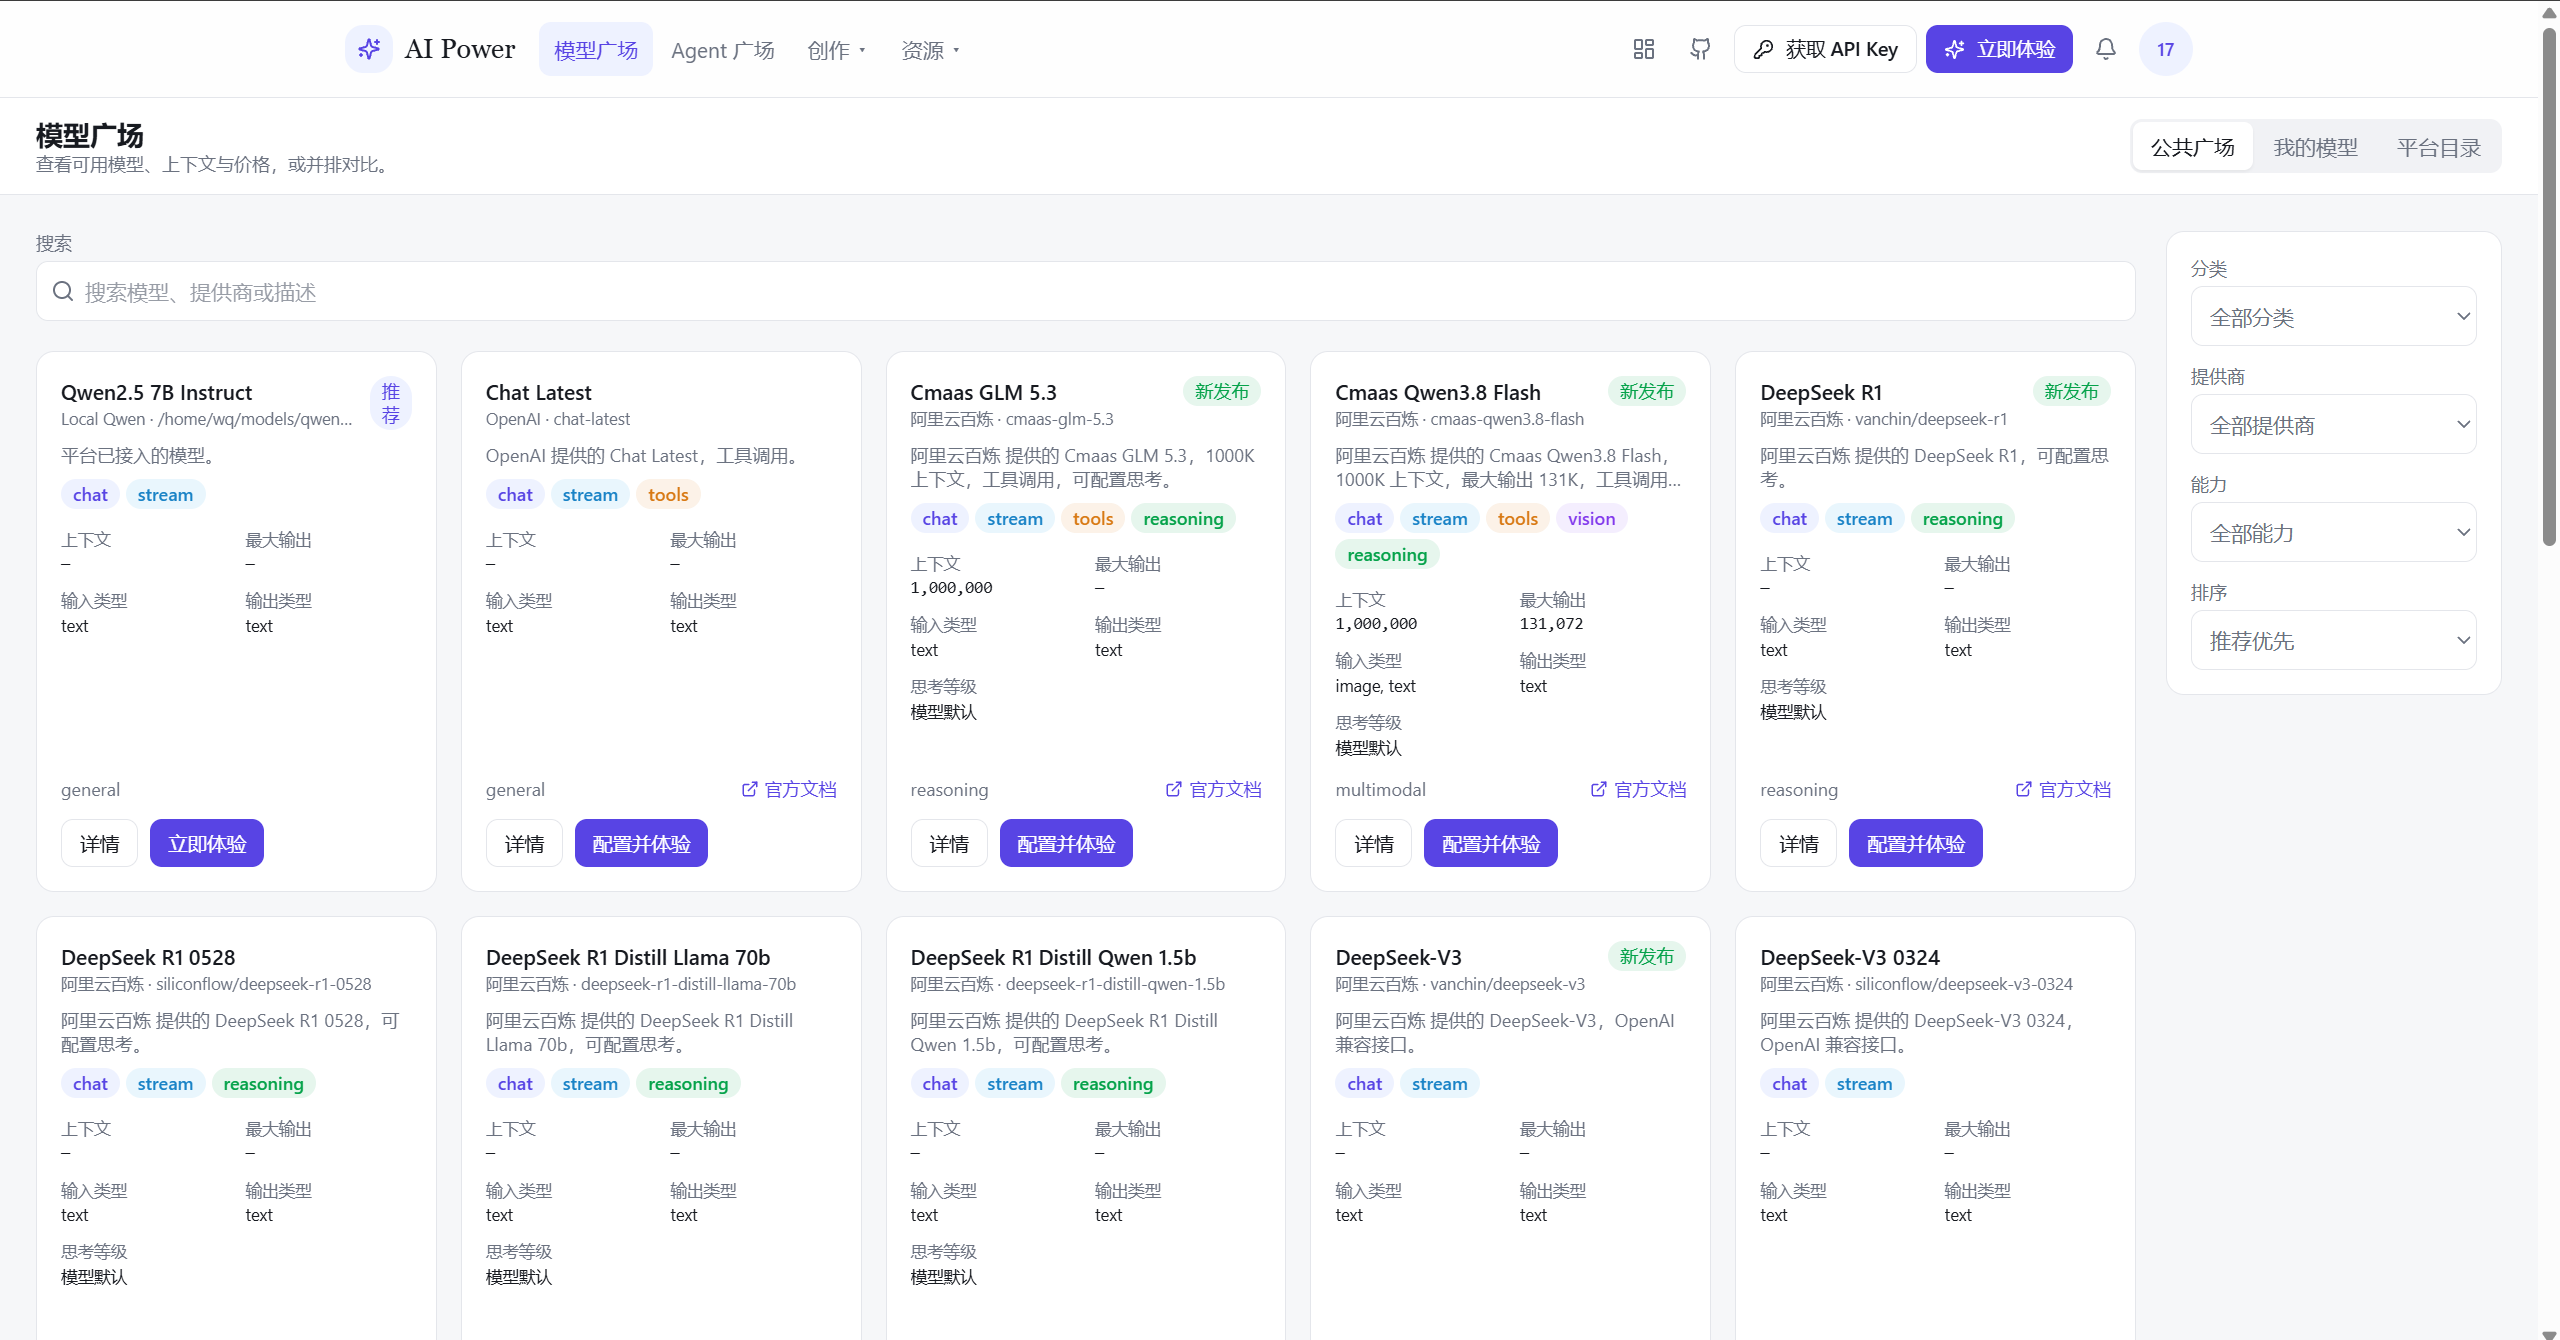 AI Power
模型广场
Agent 广场
创作
资源
获取 API Key
立即体验
17
模型广场
查看可用模型、上下文与价格，或并排对比。
公共广场
我的模型
平台目录
搜索
搜索模型、提供商或描述
Qwen2.5 7B Instruct
推荐
Local Qwen · /home/wq/models/qwen...
平台已接入的模型。
chat
stream
上下文
最大输出
–
–
输入类型
输出类型
text
text
general
详情
立即体验
Chat Latest
OpenAI · chat-latest
OpenAI 提供的 Chat Latest，工具调用。
chat
stream
tools
上下文
最大输出
–
–
输入类型
输出类型
text
text
general
官方文档
详情
配置并体验
Cmaas GLM 5.3
新发布
阿里云百炼 · cmaas-glm-5.3
阿里云百炼 提供的 Cmaas GLM 5.3，1000K
上下文，工具调用，可配置思考。
chat
stream
tools
reasoning
上下文
最大输出
1,000,000
–
输入类型
输出类型
text
text
思考等级
模型默认
reasoning
官方文档
详情
配置并体验
Cmaas Qwen3.8 Flash
新发布
阿里云百炼 · cmaas-qwen3.8-flash
阿里云百炼 提供的 Cmaas Qwen3.8 Flash，
1000K 上下文，最大输出 131K，工具调用...
chat
stream
tools
vision
reasoning
上下文
最大输出
1,000,000
131,072
输入类型
输出类型
image, text
text
思考等级
模型默认
multimodal
官方文档
详情
配置并体验
DeepSeek R1
新发布
阿里云百炼 · vanchin/deepseek-r1
阿里云百炼 提供的 DeepSeek R1，可配置思
考。
chat
stream
reasoning
上下文
最大输出
–
–
输入类型
输出类型
text
text
思考等级
模型默认
reasoning
官方文档
详情
配置并体验
分类
全部分类
提供商
全部提供商
能力
全部能力
排序
推荐优先
DeepSeek R1 0528
阿里云百炼 · siliconflow/deepseek-r1-0528
阿里云百炼 提供的 DeepSeek R1 0528，可
配置思考。
chat
stream
reasoning
上下文
最大输出
–
–
输入类型
输出类型
text
text
思考等级
模型默认
DeepSeek R1 Distill Llama 70b
阿里云百炼 · deepseek-r1-distill-llama-70b
阿里云百炼 提供的 DeepSeek R1 Distill
Llama 70b，可配置思考。
chat
stream
reasoning
上下文
最大输出
–
–
输入类型
输出类型
text
text
思考等级
模型默认
DeepSeek R1 Distill Qwen 1.5b
阿里云百炼 · deepseek-r1-distill-qwen-1.5b
阿里云百炼 提供的 DeepSeek R1 Distill
Qwen 1.5b，可配置思考。
chat
stream
reasoning
上下文
最大输出
–
–
输入类型
输出类型
text
text
思考等级
模型默认
DeepSeek-V3
新发布
阿里云百炼 · vanchin/deepseek-v3
阿里云百炼 提供的 DeepSeek-V3，OpenAI
兼容接口。
chat
stream
上下文
最大输出
–
–
输入类型
输出类型
text
text
DeepSeek-V3 0324
阿里云百炼 · siliconflow/deepseek-v3-0324
阿里云百炼 提供的 DeepSeek-V3 0324，
OpenAI 兼容接口。
chat
stream
上下文
最大输出
–
–
输入类型
输出类型
text
text